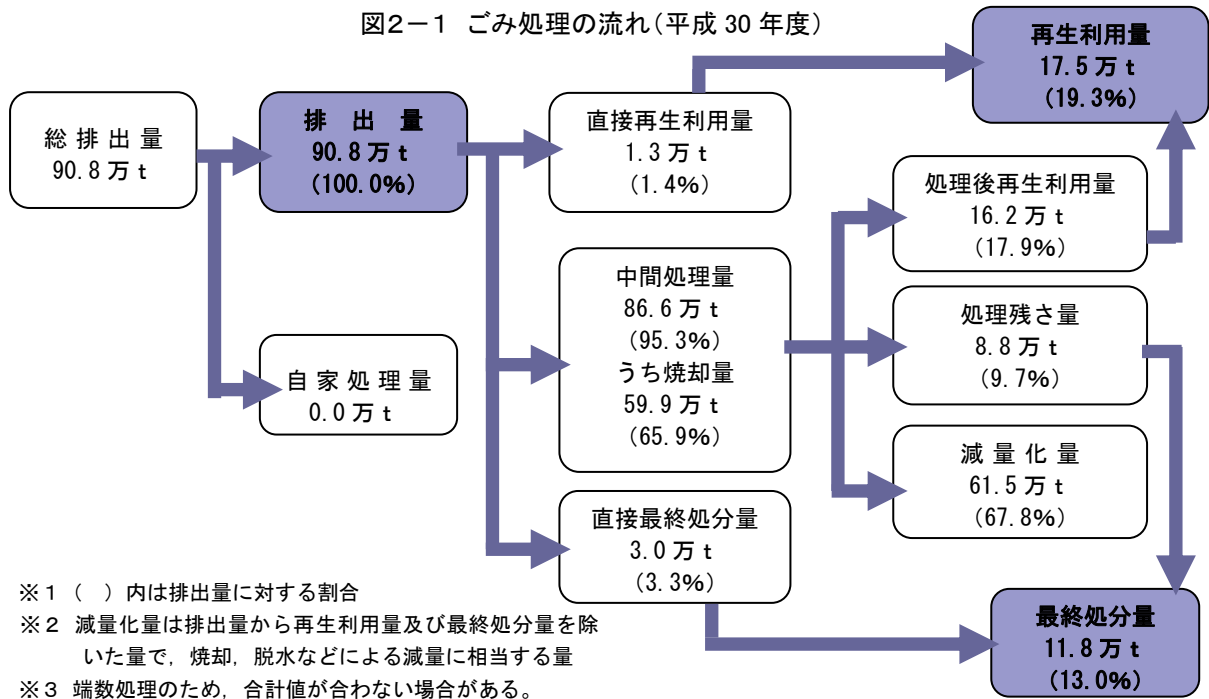 図2－1 ごみ処理の流れ(平成 30 年度)
総 排 出 量
90.8 万 t
排 出 量
90.8 万 t
(100.0%)
自 家 処 理 量
0.0 万 t
直接再生利用量
1.3 万 t
(1.4%)
中間処理量
86.6 万 t
(95.3%)
うち焼却量
59.9 万 t
(65.9%)
直接最終処分量
3.0 万 t
(3.3%)
再生利用量
17.5 万 t
(19.3%)
処理後再生利用量
16.2 万 t
(17.9%)
処理残さ量
8.8 万 t
(9.7%)
減 量 化 量
61.5 万 t
(67.8%)
最終処分量
11.8 万 t
(13.0%)
※１（　）内は排出量に対する割合
※２ 減量化量は排出量から再生利用量及び最終処分量を除
いた量で，焼却，脱水などによる減量に相当する量
※３ 端数処理のため，合計値が合わない場合がある。